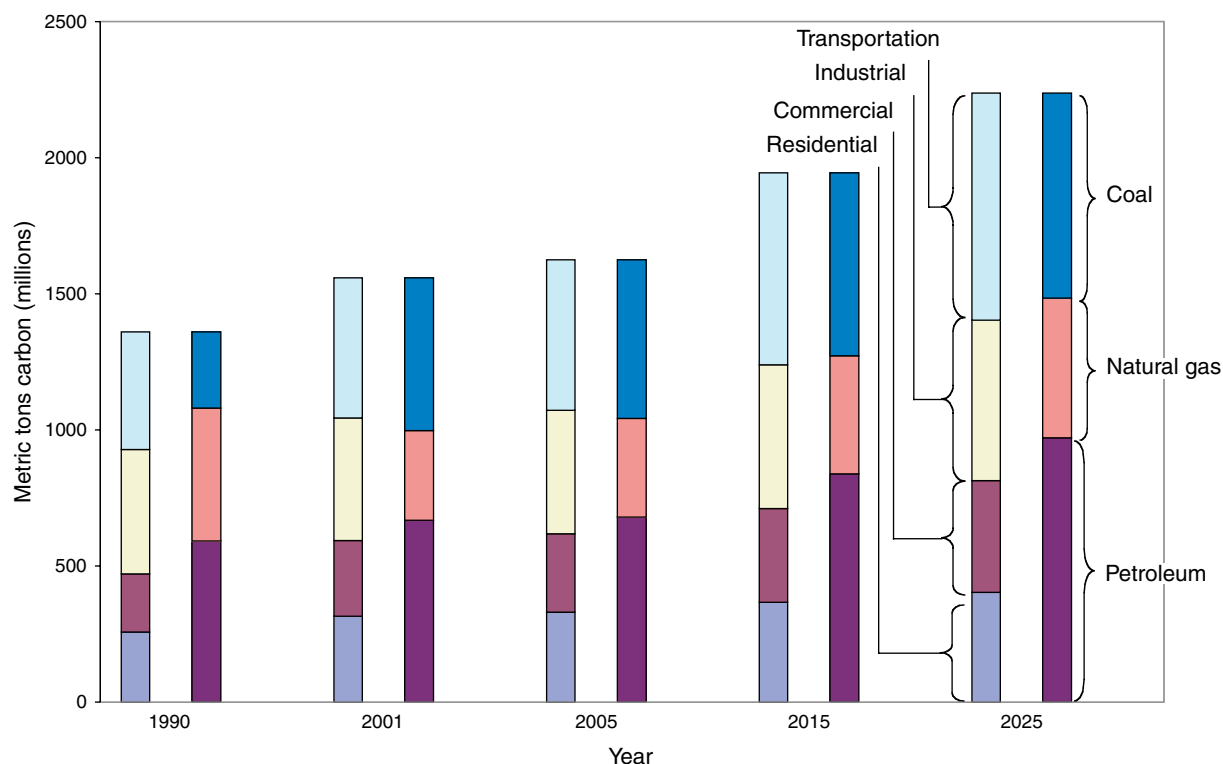 2500
2000
1500
1000
500
0
Metric tons carbon (millions)
Transportation
Industrial
Commercial
Residential
Coal
Natural gas
Petroleum
1990
2001
2005
2015
2025
Year